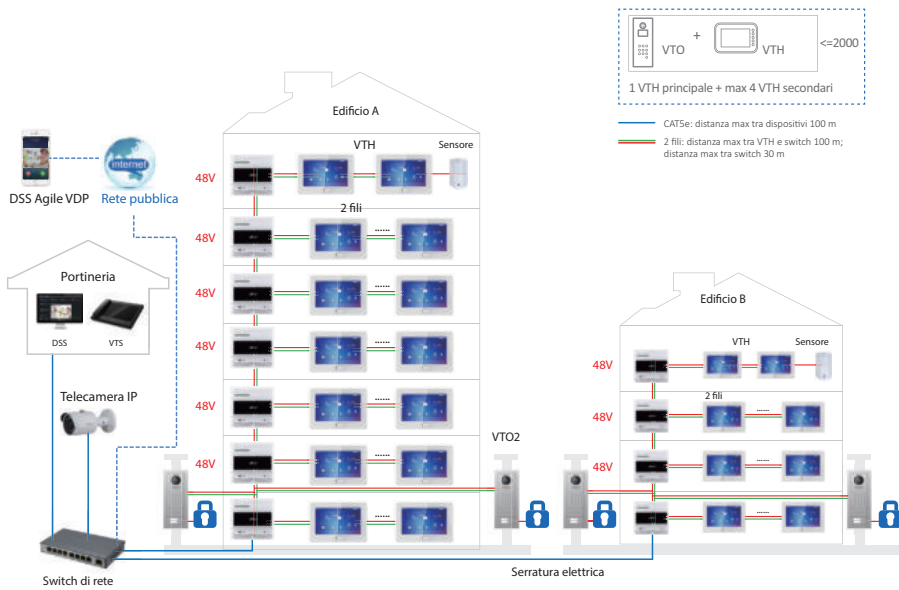 VTO
+
VTH
<=2000
1 VTH principale + max 4 VTH secondari
CAT5e: distanza max tra dispositivi 100 m
2 fili: distanza max tra VTH e switch 100 m;
distanza max tra switch 30 m
Edificio A
VTH
Sensore
48V
2 fili
48V
......
48V
......
48V
......
48V
......
48V
......
......
VTO2
internet
DSS Agile VDP
Rete pubblica
Portineria
DSS
VTS
Telecamera IP
Switch di rete
Edificio B
VTH
Sensore
48V
2 fili
48V
......
48V
......
......
Serratura elettrica